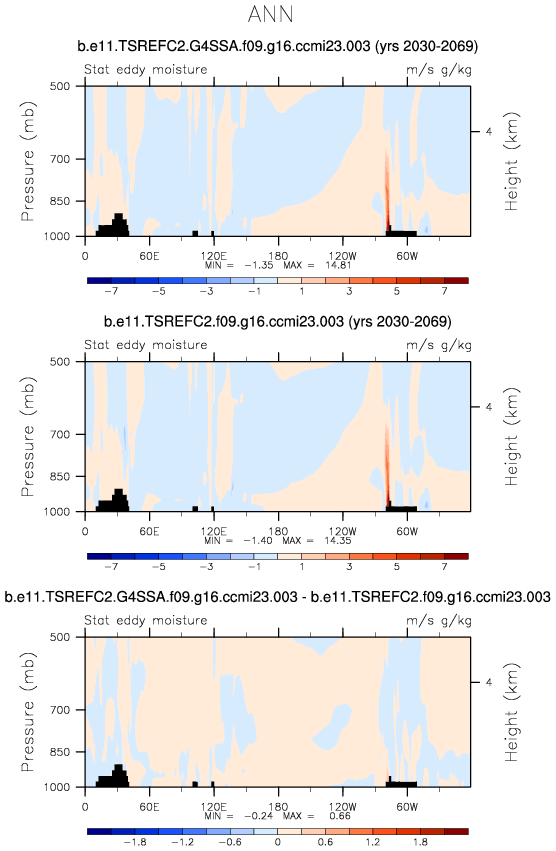 ANN
b.e11.TSREFC2.G4SSA.f09.g16.ccmi23.003 (yrs 2030-2069)
Stat eddy moisture m/s g/kg
500
700
850
1000
Pressure (mb)
4
Height (km)
0 60E 120E 180 120W 60W
MIN = -1.35 MAX = 14.81
-7 -5 -3 -1 1 3 5 7
b.e11.TSREFC2.f09.g16.ccmi23.003 (yrs 2030-2069)
Stat eddy moisture m/s g/kg
500
700
850
1000
Pressure (mb)
4
Height (km)
0 60E 120E 180 120W 60W
MIN = -1.40 MAX = 14.35
-7 -5 -3 -1 1 3 5 7
b.e11.TSREFC2.G4SSA.f09.g16.ccmi23.003 - b.e11.TSREFC2.f09.g16.ccmi23.003
Stat eddy moisture m/s g/kg
500
700
850
1000
Pressure (mb)
4
Height (km)
0 60E 120E 180 120W 60W
MIN = -0.24 MAX = 0.66
-1.8 -1.2 -0.6 0 0.6 1.2 1.8